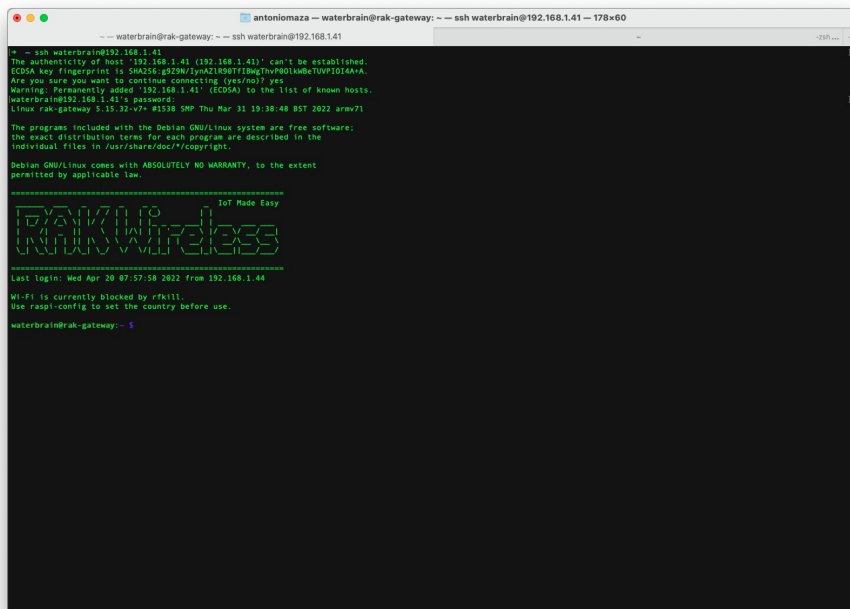 antoniomaza — waterbrain@rak-gateway: ~ — ssh waterbrain@192.168.1.41 — 178×60
~ — waterbrain@rak-gateway: ~ — ssh waterbrain@192.168.1.41
~
-zsh ...
➜  ~ ssh waterbrain@192.168.1.41
The authenticity of host '192.168.1.41 (192.168.1.41)' can't be established.
ECDSA key fingerprint is SHA256:g9Z9N/IynAZlR90TfIBWgThvP0OlkWBeTUVPIOI4A+A.
Are you sure you want to continue connecting (yes/no)? yes
Warning: Permanently added '192.168.1.41' (ECDSA) to the list of known hosts.
waterbrain@192.168.1.41's password:
Linux rak-gateway 5.15.32-v7+ #1538 SMP Thu Mar 31 19:38:48 BST 2022 armv7l
The programs included with the Debian GNU/Linux system are free software;
the exact distribution terms for each program are described in the
individual files in /usr/share/doc/*/copyright.
Debian GNU/Linux comes with ABSOLUTELY NO WARRANTY, to the extent
permitted by applicable law.
IoT Made Easy
RAKWireless
Last login: Wed Apr 20 07:57:58 2022 from 192.168.1.44
Wi-Fi is currently blocked by rfkill.
Use raspi-config to set the country before use.
waterbrain@rak-gateway:~ $